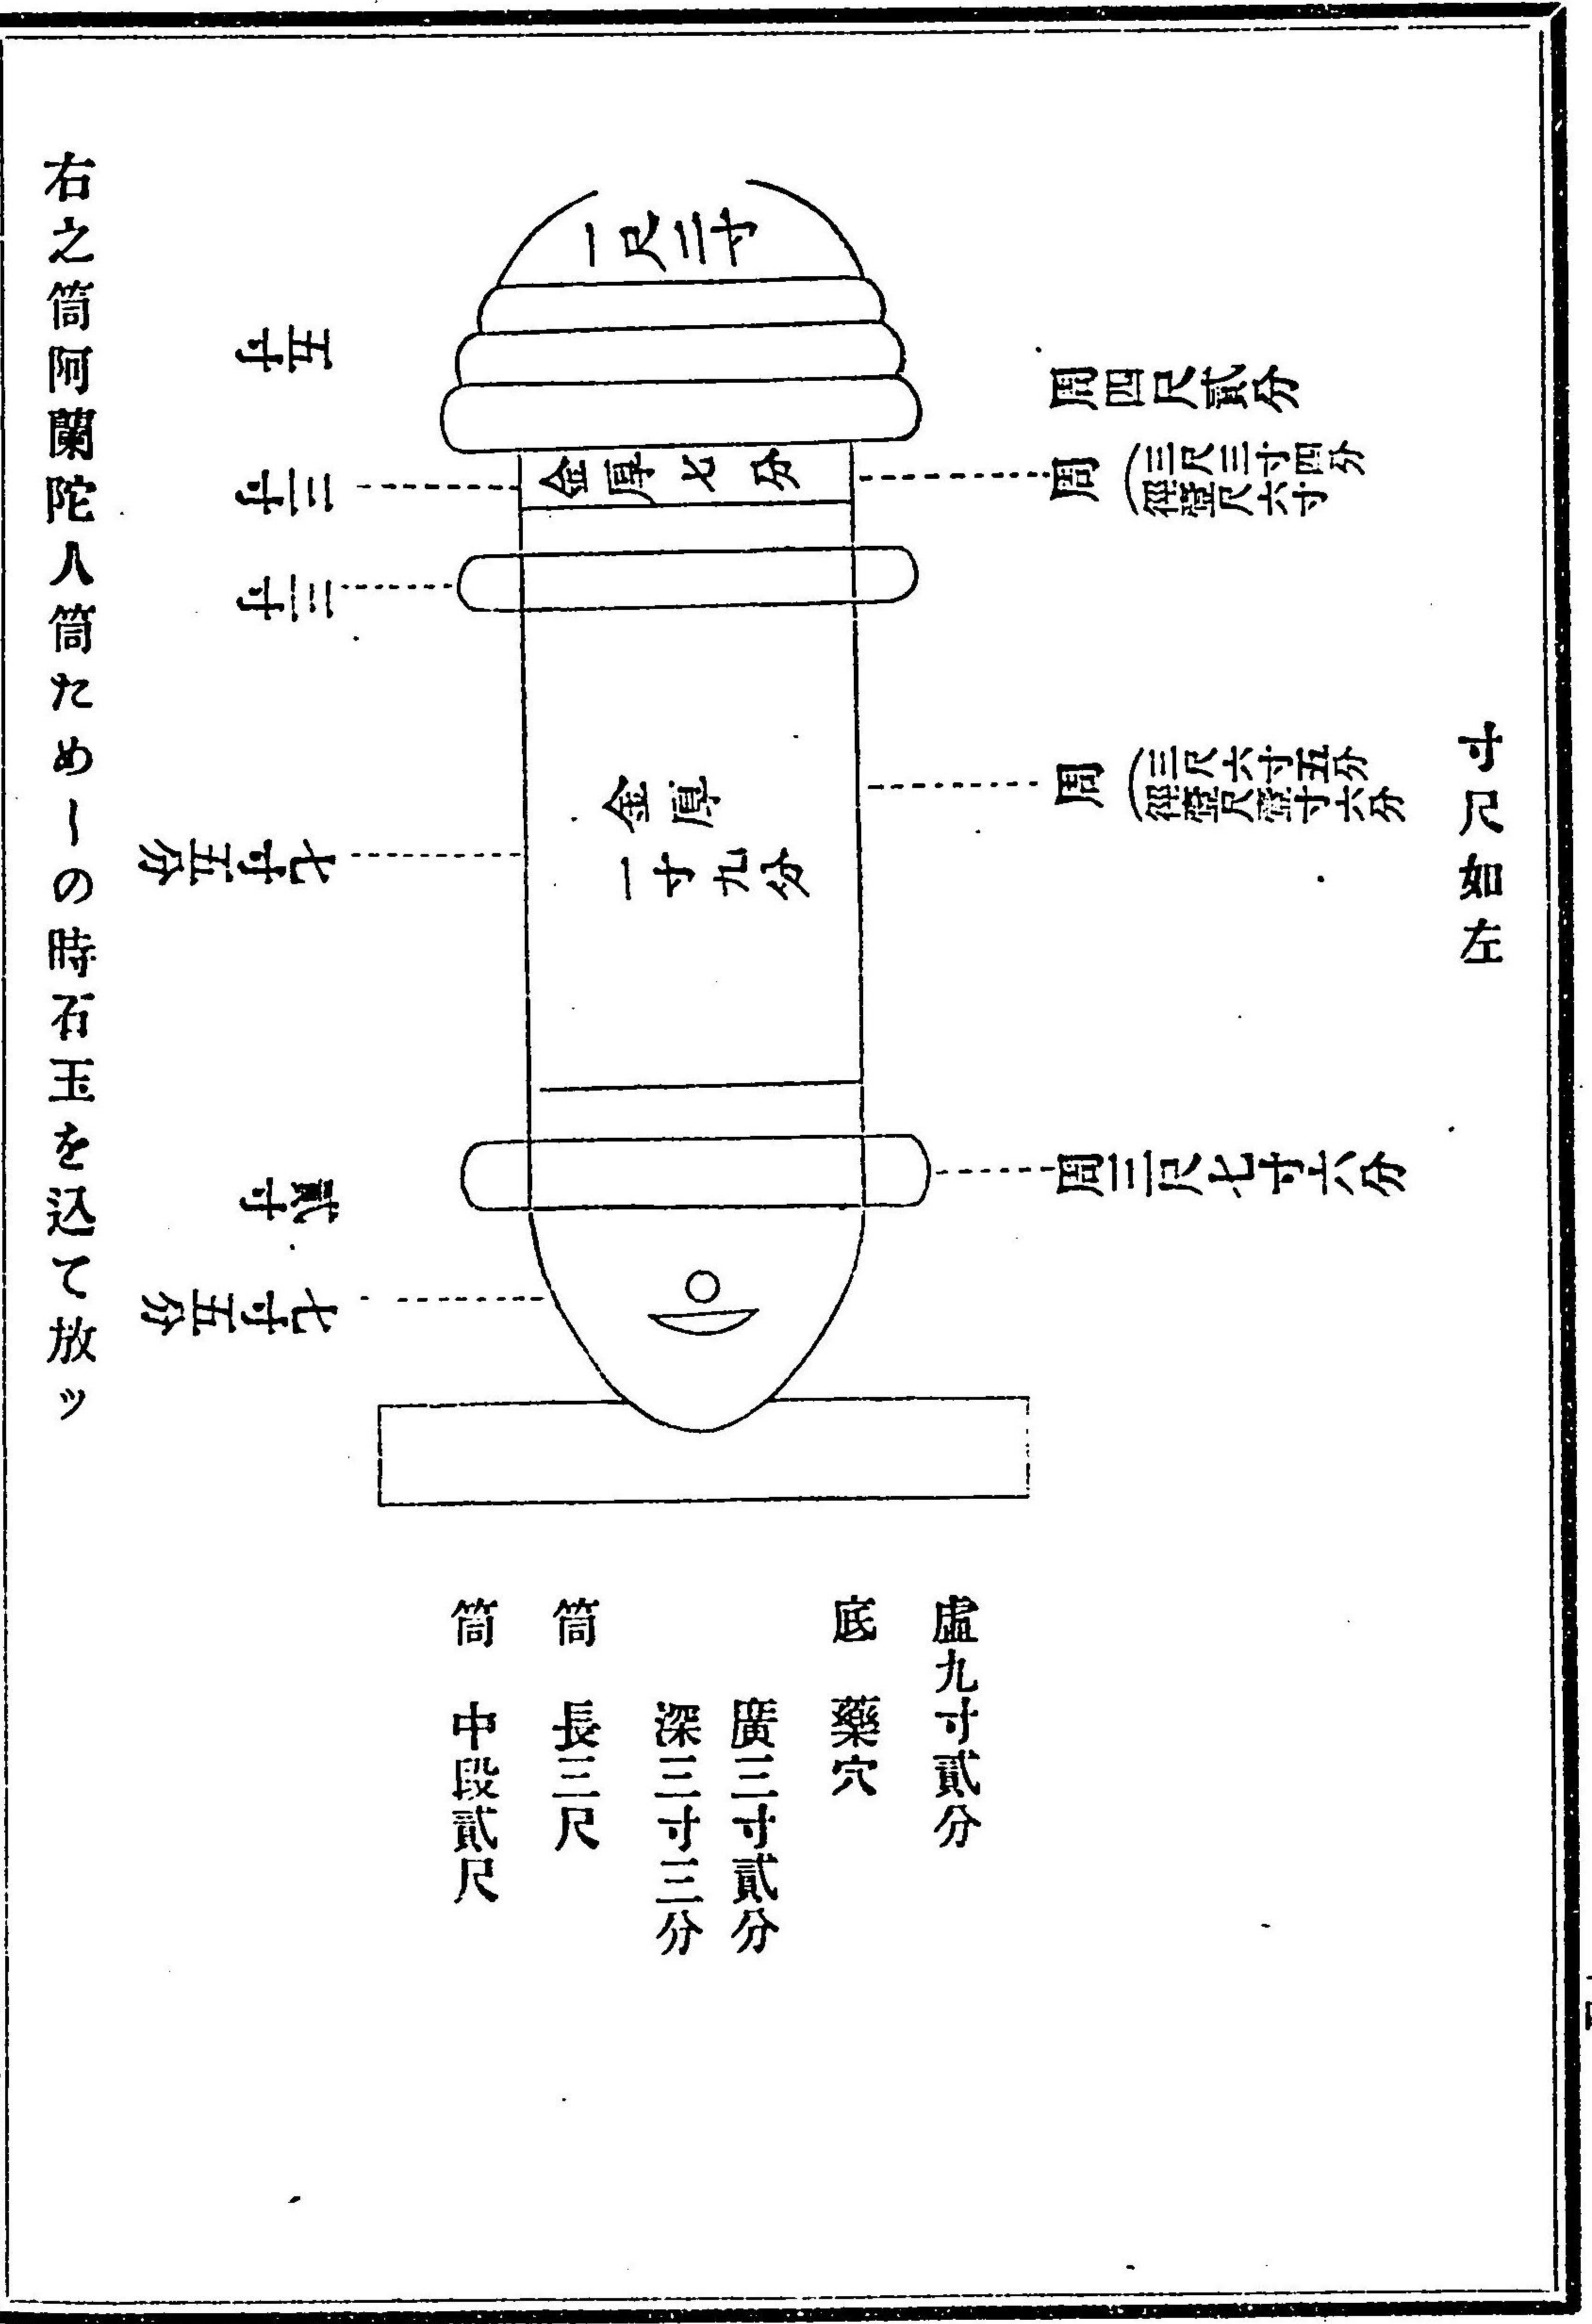 寸尺如左
周四尺貳分
周(三尺三寸四分
徑壹尺六寸
周(三尺六寸五分
徑壹尺壹寸六分
周三尺七寸六分
一尺三寸
金厚七分
金厚
一寸九分
五寸
三寸
三寸
七寸五分
貳寸
七寸五分
虛九寸貳分
底 藥穴
廣三寸貳分
深三寸三分
筒 長三尺
筒 中段貳尺
右之筒阿蘭陀人筒ためしの時石玉を込て放ッ